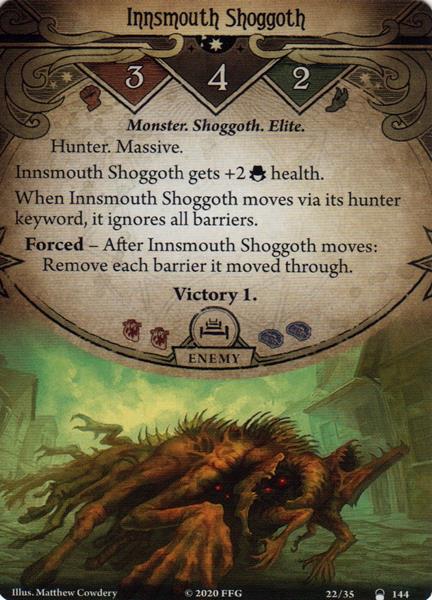 Innsmouth Shoggoth
3 4 2
Monster. Shoggoth. Elite.
Hunter. Massive.
Innsmouth Shoggoth gets +2 health.
When Innsmouth Shoggoth moves via its hunter
keyword, it ignores all barriers.
Forced – After Innsmouth Shoggoth moves:
Remove each barrier it moved through.
Victory 1.
ENEMY
Illus. Matthew Cowdery © 2020 FFG 22/35 144